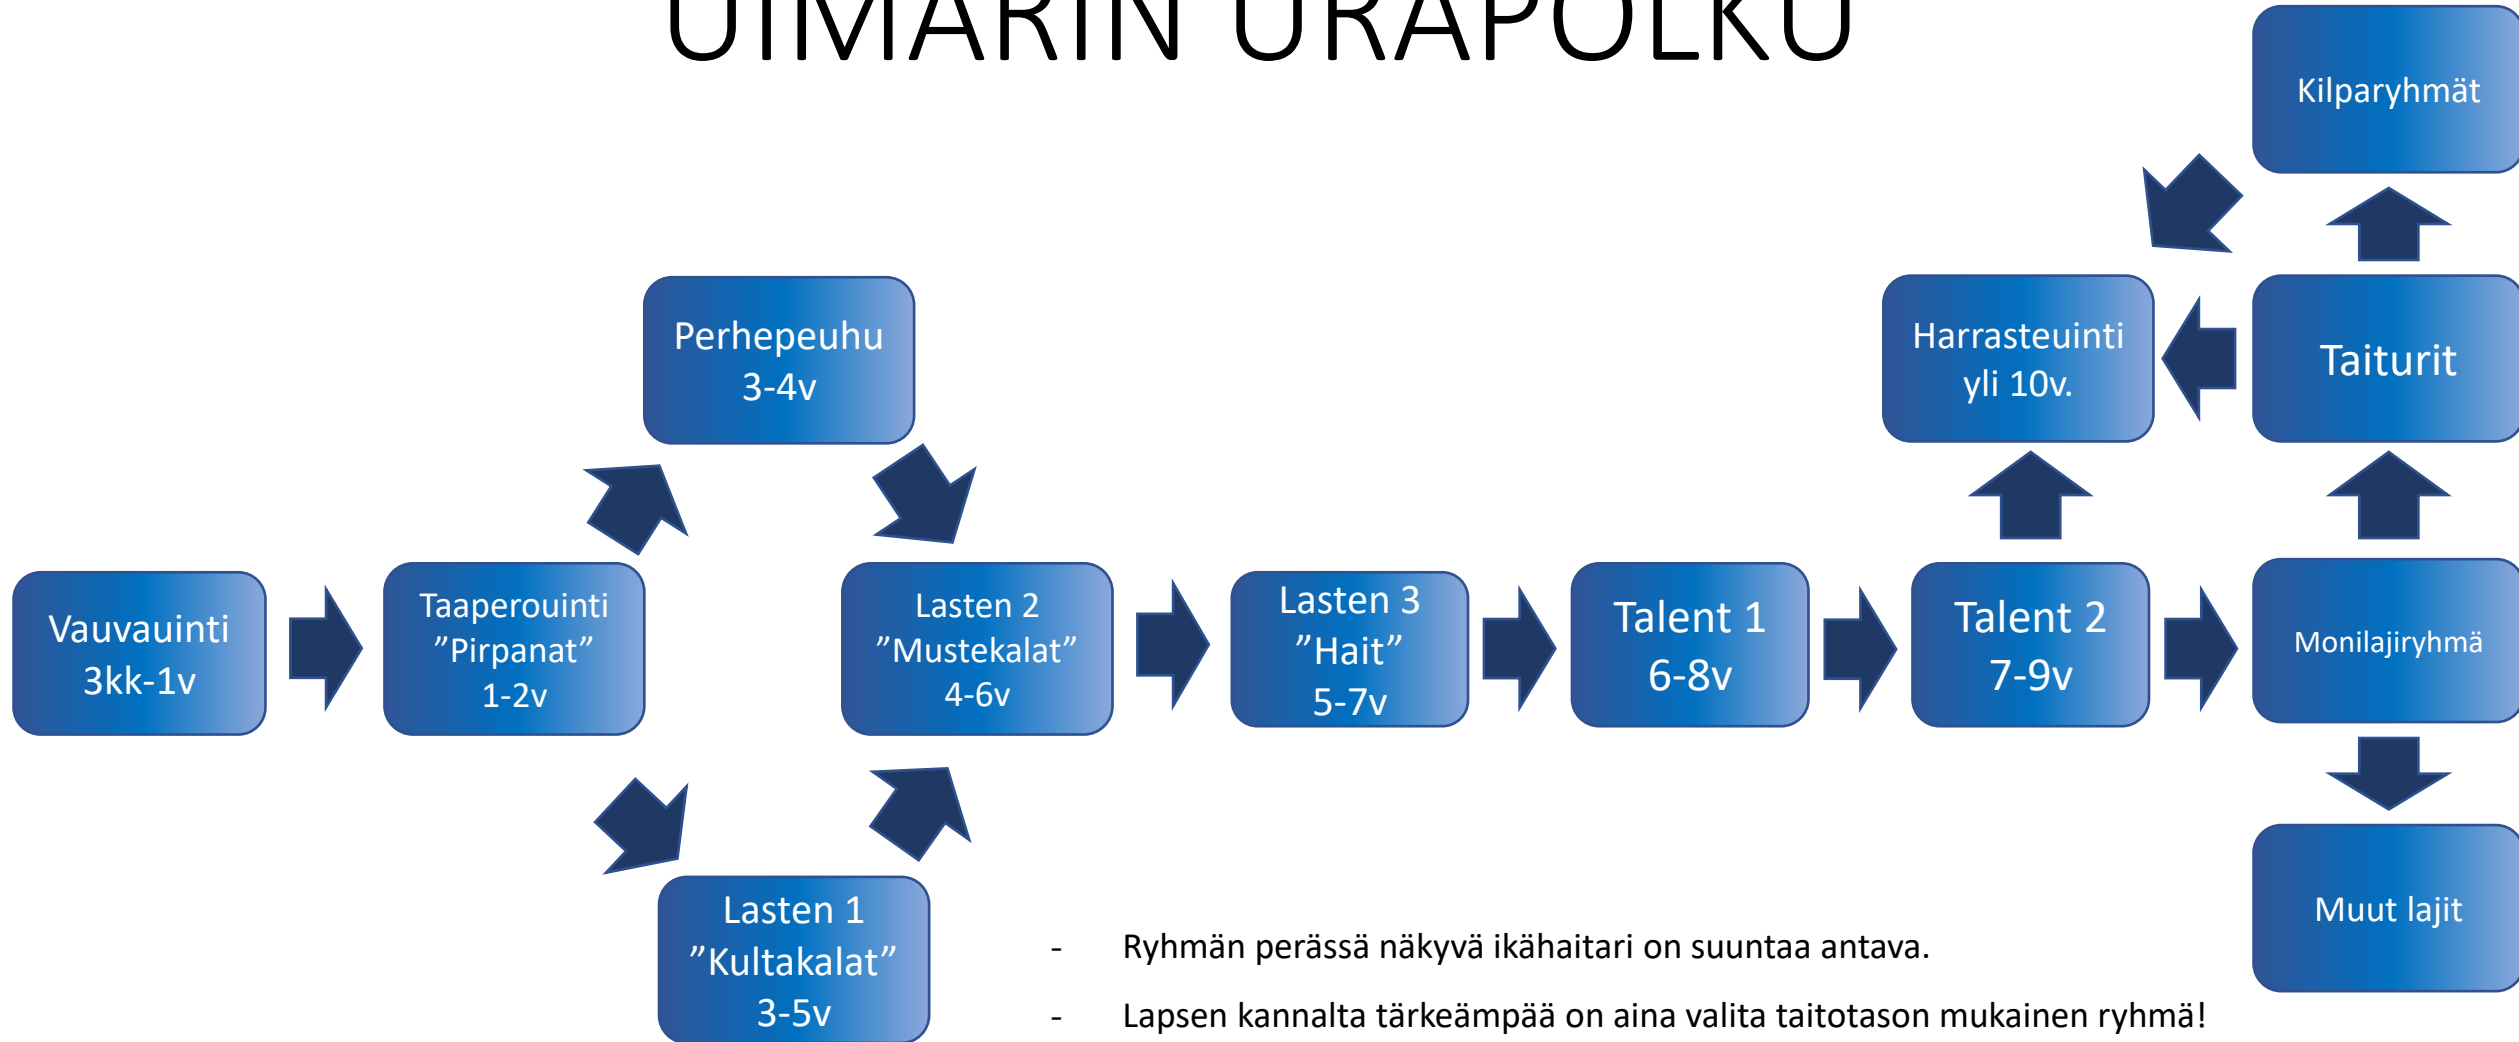 UIMARIN URAPOLKU
Kilparyhmät
Perhepeuhu
3-4v
Harrasteuinti
yli 10v.
Taiturit
Vauvauinti
3kk-1v
Taaperouinti
”Pirpanat”
1-2v
Lasten 2
”Mustekalat”
4-6v
Lasten 3
”Hait”
5-7v
Talent 1
6-8v
Talent 2
7-9v
Monilajiryhmä
Lasten 1
”Kultakalat”
3-5v
Muut lajit
- Ryhmän perässä näkyvä ikähaitari on suuntaa antava.
- Lapsen kannalta tärkeämpää on aina valita taitotason mukainen ryhmä!